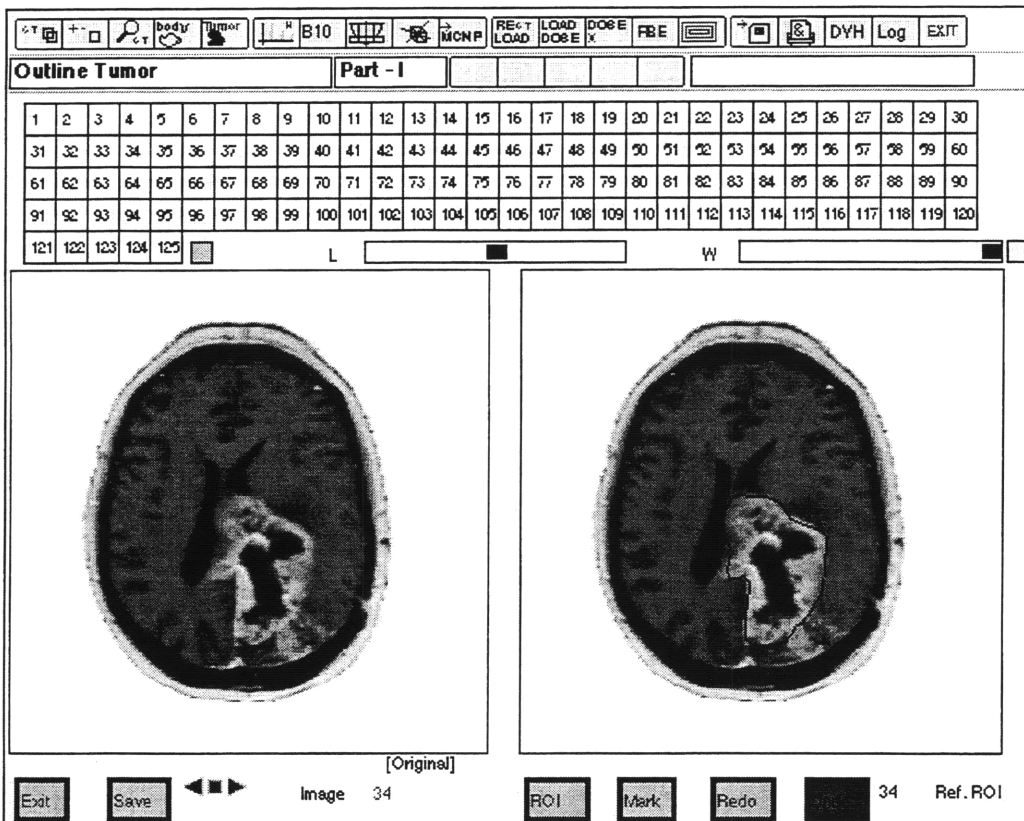 CT
+ - CT body Tumor H B10 MCNP RECT LOAD LOAD DOSE DOSE X RBE DVH Log EXIT
Outline Tumor Part - I
1 2 3 4 5 6 7 8 9 10 11 12 13 14 15 16 17 18 19 20 21 22 23 24 25 26 27 28 29 30
31 32 33 34 35 36 37 38 39 40 41 42 43 44 45 46 47 48 49 50 51 52 53 54 55 56 57 58 59 60
61 62 63 64 65 66 67 68 69 70 71 72 73 74 75 76 77 78 79 80 81 82 83 84 85 86 87 88 89 90
91 92 93 94 95 96 97 98 99 100 101 102 103 104 105 106 107 108 109 110 111 112 113 114 115 116 117 118 119 120
121 122 123 124 125
L W
[Original]
Exit Save Image 34 ROI Mark Redo 34 Ref. ROI